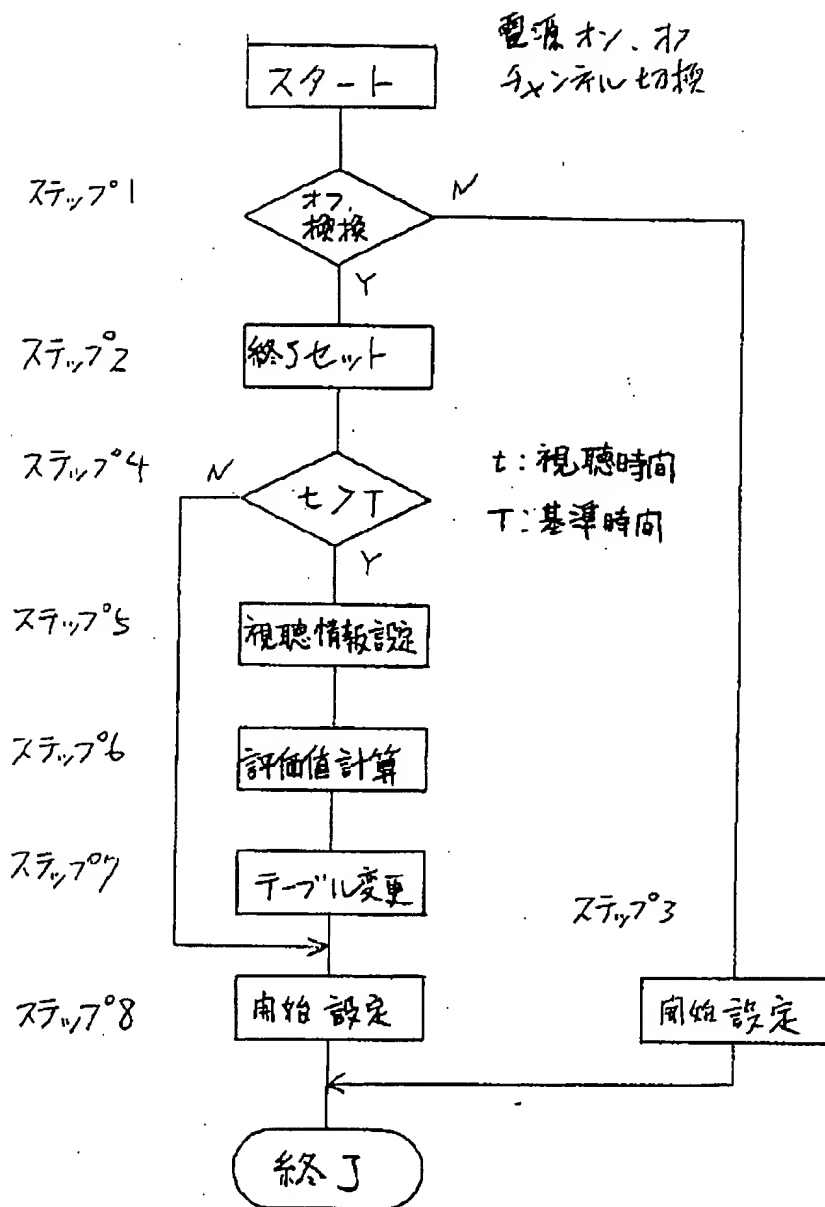 スタート
電源オン、オフ
チャンネル切換
ステップ1
オフ、
N
Y
ステップ2
終了セット
ステップ4
N
t>T
Y
t:視聴時間
T:基準時間
ステップ5
視聴情報設定
ステップ6
評価値計算
ステップ7
テーブル変更
ステップ3
ステップ8
開始設定
開始設定
終了